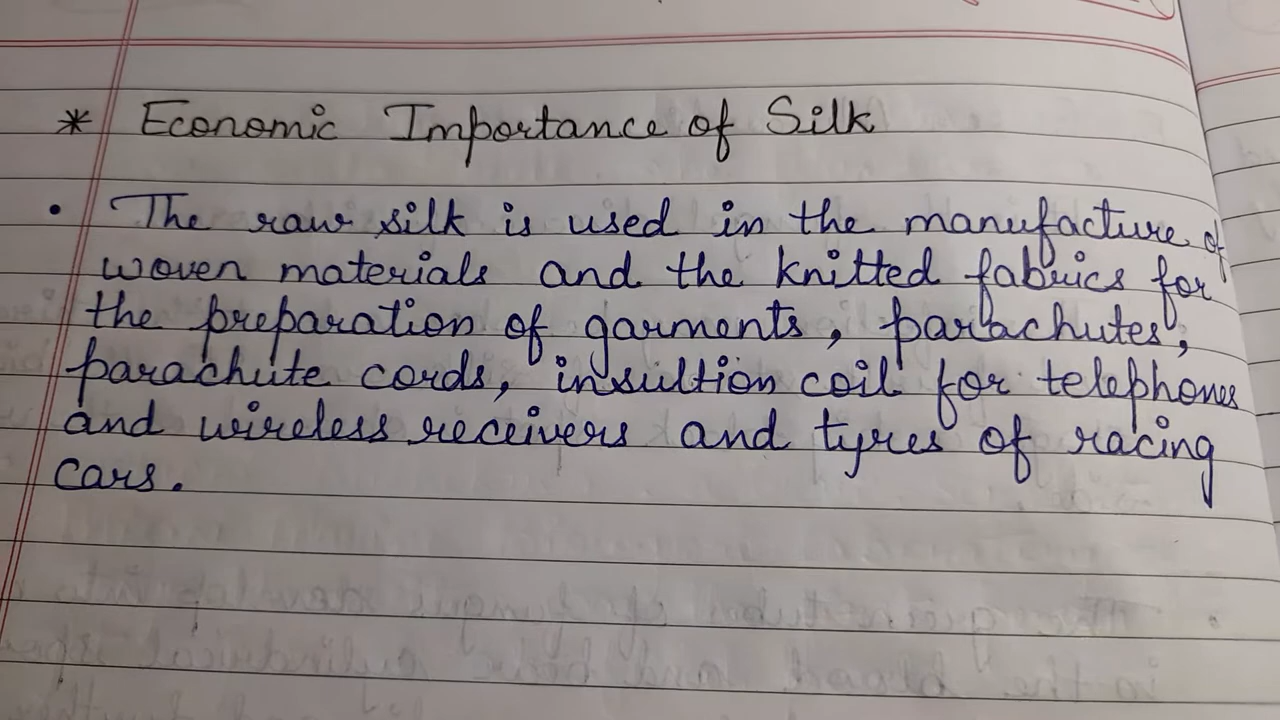 * Economic Importance of Silk
• The raw silk is used in the manufacture of
woven materials and the knitted fabrics for
the preparation of garments, parachutes,
parachute cords, insultion coil for telephones
and wireless receivers and tyres of racing
cars.